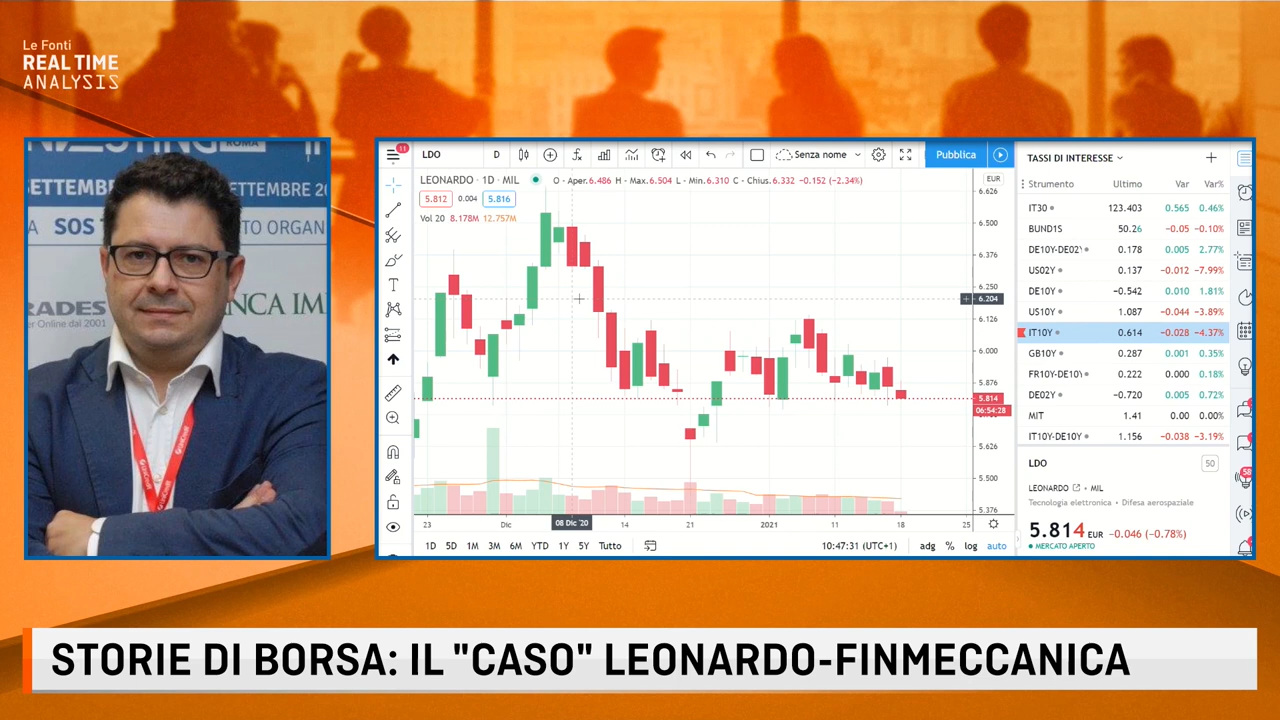 Le Fonti
REAL TIME
ANALYSIS
ROMA
SETTEMBRE 20
SOS
ORGAN
RADES
er Online dai 2001
NCA IM
UniCredit
11
LDO
D
Senza nome
Pubblica
LEONARDO · 1D · MIL
O - Aper.6.486 H - Max.6.504 L - Min.6.310 C - Chius.6.332 -0.152 (-2.34%)
5.812 0.004 5.816
Vol 20 8.178M 12.757M
EUR
6.626
6.500
6.376
6.250
6.204
6.126
6.000
5.876
5.814
06:54:28
5.626
5.500
5.376
23 Dic 08 Dic '20 14 21 2021 11 18 25
1D 5D 1M 3M 6M YTD 1Y 5Y Tutto
10:47:31 (UTC+1) adg % log auto
TASSI DI INTERESSE
Strumento Ultimo Var Var%
IT30 123.403 0.565 0.46%
BUND1S 50.26 -0.05 -0.10%
DE10Y-DE02Y 0.178 0.005 2.77%
US02Y 0.137 -0.012 -7.99%
DE10Y -0.542 0.010 1.81%
US10Y 1.087 -0.044 -3.89%
IT10Y 0.614 -0.028 -4.37%
GB10Y 0.287 0.001 0.35%
FR10Y-DE10Y 0.222 0.000 0.18%
DE02Y -0.720 0.005 0.72%
MIT 1.41 0.00 0.00%
IT10Y-DE10Y 1.156 -0.038 -3.19%
LDO 50
LEONARDO • MIL
Tecnologia elettronica • Difesa aerospaziale
5.814 EUR -0.046 (-0.78%)
MERCATO APERTO
58
STORIE DI BORSA: IL "CASO" LEONARDO-FINMECCANICA